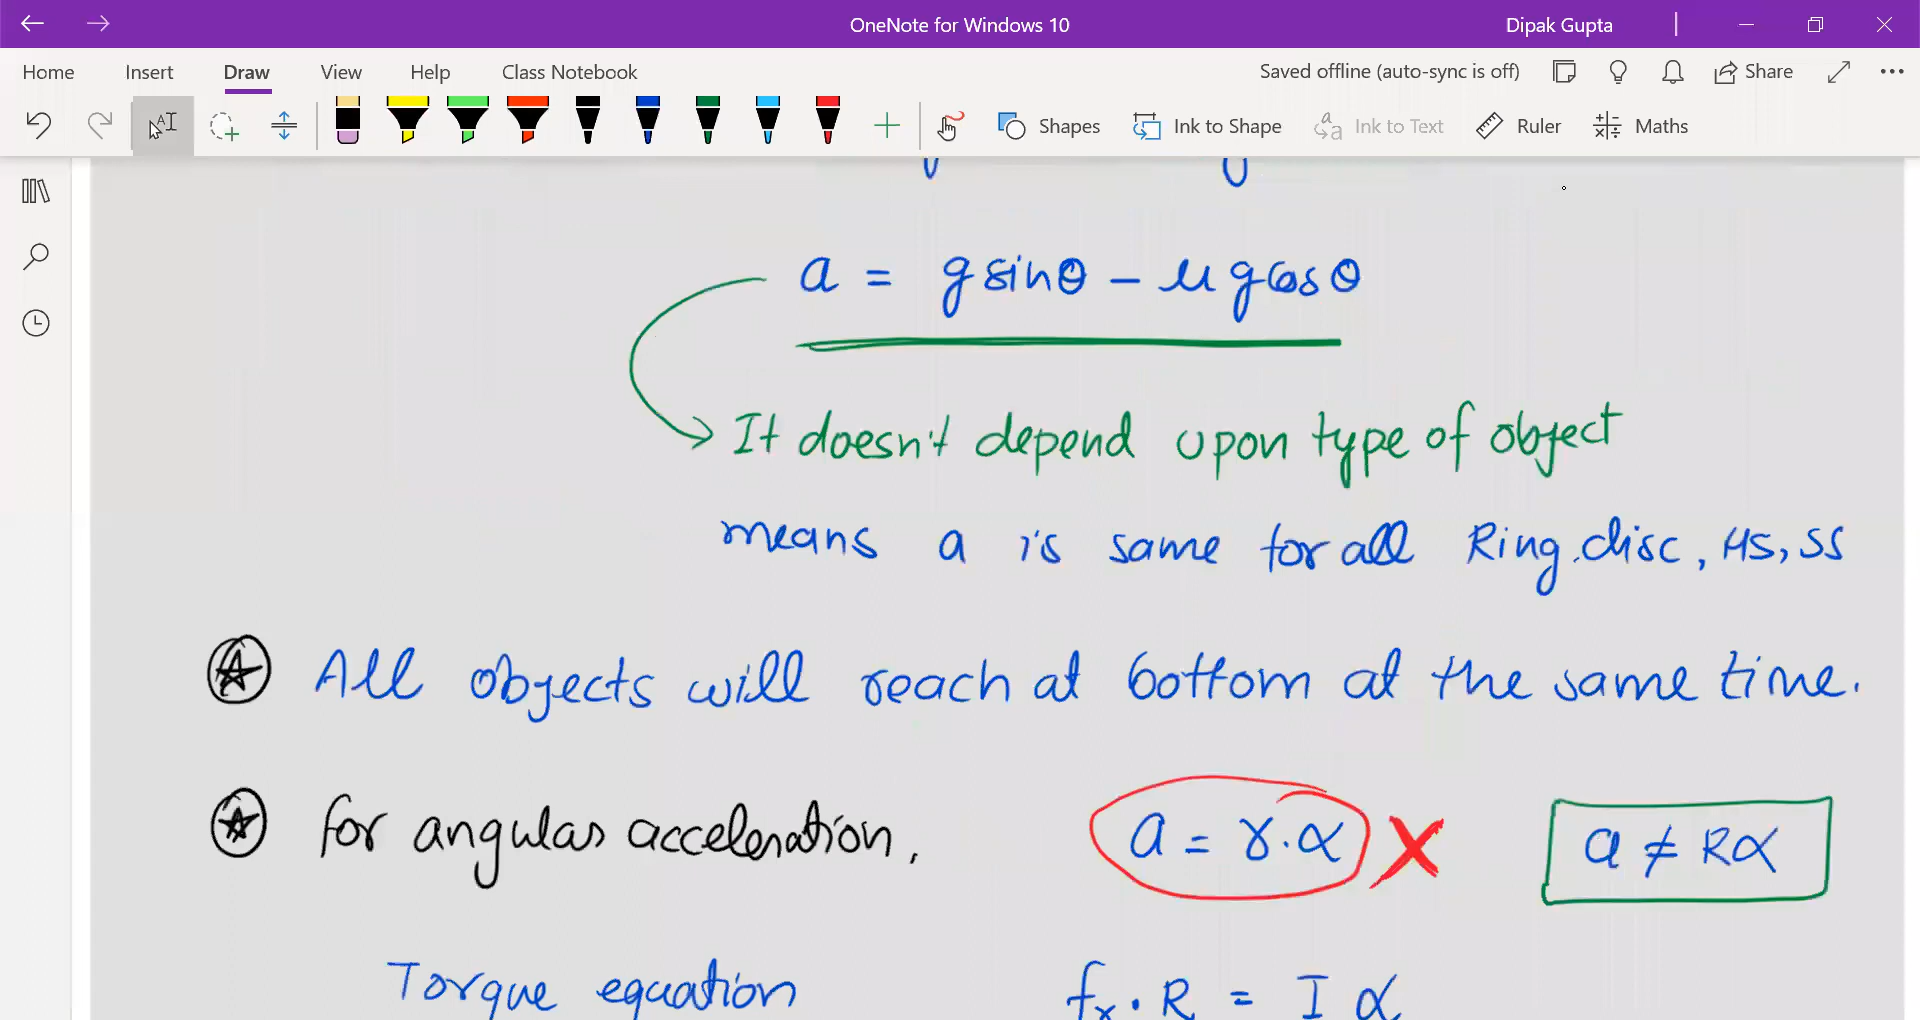 OneNote for Windows 10
Dipak Gupta
Home Insert Draw View Help Class Notebook
Saved offline (auto-sync is off) Share
Shapes Ink to Shape Ink to Text Ruler Maths
a = g sinθ − μ g cos θ
It doesn't depend upon type of object
means a is same for all Ring, disc, HS, SS
All objects will reach at bottom at the same time.
for angular acceleration,
a = r.α X
a ≠ Rα
Torque equation
fₓ . R = I α